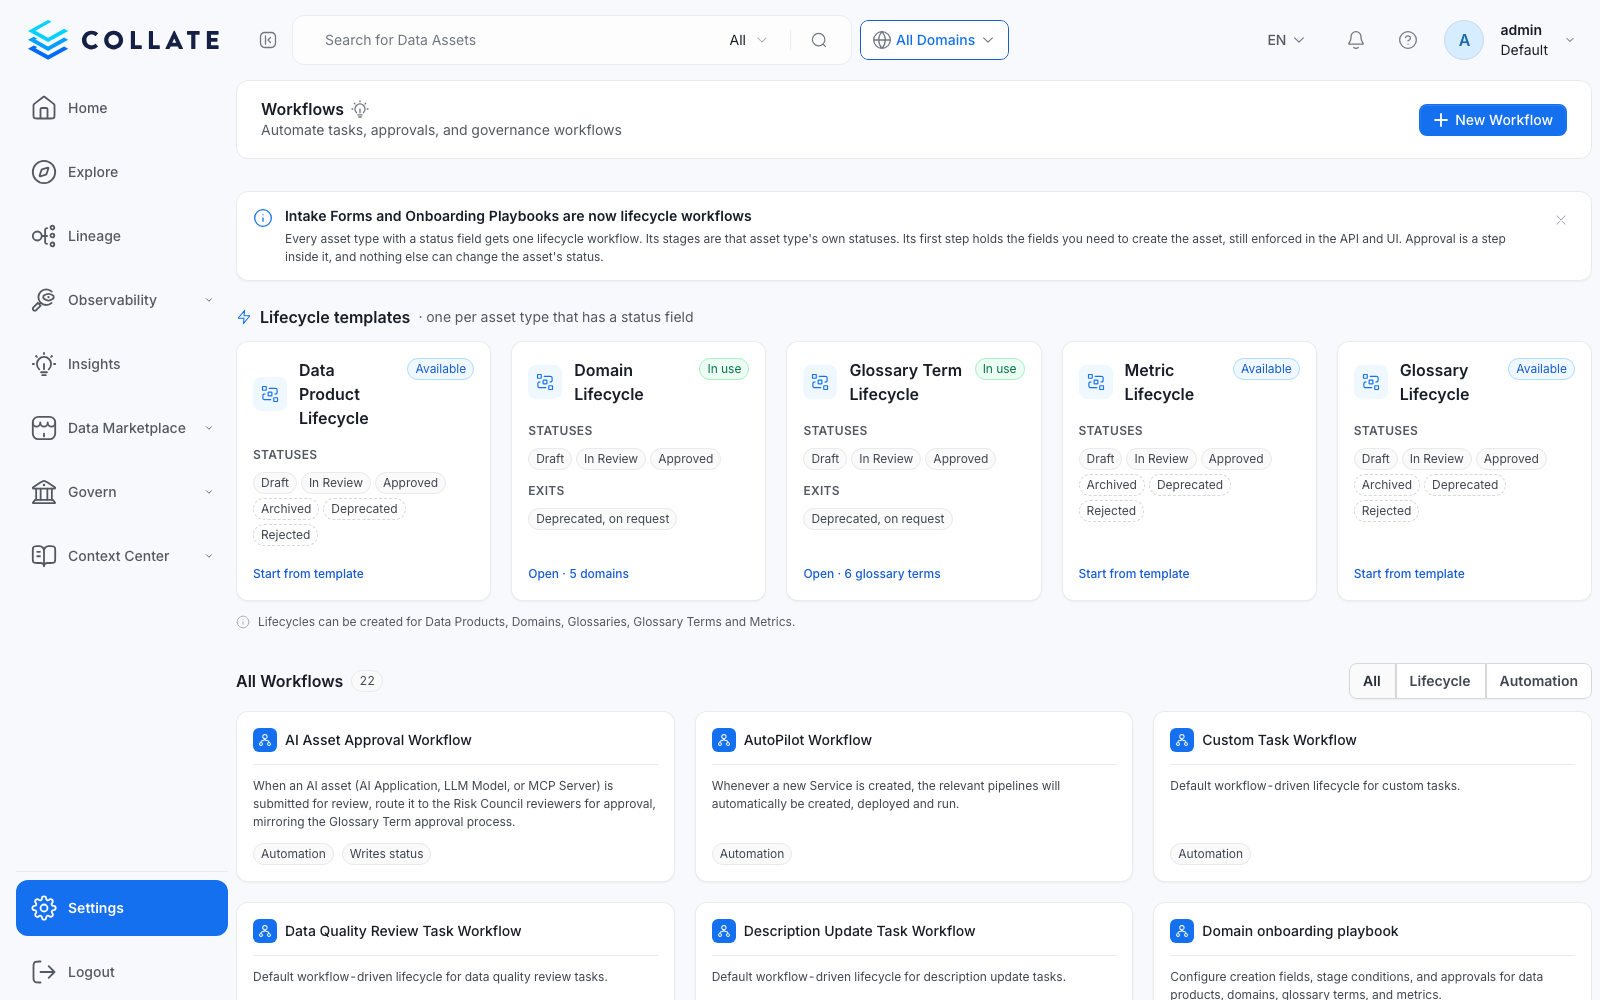 COLLATE
Search for Data Assets
All
All Domains
EN
A
admin
Default
Home
Explore
Lineage
Observability
Insights
Data Marketplace
Govern
Context Center
Settings
Logout
Workflows
Automate tasks, approvals, and governance workflows
New Workflow
Intake Forms and Onboarding Playbooks are now lifecycle workflows
Every asset type with a status field gets one lifecycle workflow. Its stages are that asset type's own statuses. Its first step holds the fields you need to create the asset, still enforced in the API and UI. Approval is a step
inside it, and nothing else can change the asset's status.
Lifecycle templates · one per asset type that has a status field
Data
Product
Lifecycle
Available
STATUSES
Draft In Review Approved
Archived Deprecated
Rejected
Start from template
Domain
Lifecycle
In use
STATUSES
Draft In Review Approved
EXITS
Deprecated, on request
Open · 5 domains
Glossary Term
Lifecycle
In use
STATUSES
Draft In Review Approved
EXITS
Deprecated, on request
Open · 6 glossary terms
Metric
Lifecycle
Available
STATUSES
Draft In Review Approved
Archived Deprecated
Rejected
Start from template
Glossary
Lifecycle
Available
STATUSES
Draft In Review Approved
Archived Deprecated
Rejected
Start from template
Lifecycles can be created for Data Products, Domains, Glossaries, Glossary Terms and Metrics.
All Workflows 22
All Lifecycle Automation
AI Asset Approval Workflow
When an AI asset (AI Application, LLM Model, or MCP Server) is
submitted for review, route it to the Risk Council reviewers for approval,
mirroring the Glossary Term approval process.
Automation Writes status
AutoPilot Workflow
Whenever a new Service is created, the relevant pipelines will
automatically be created, deployed and run.
Automation
Custom Task Workflow
Default workflow-driven lifecycle for custom tasks.
Automation
Data Quality Review Task Workflow
Default workflow-driven lifecycle for data quality review tasks.
Description Update Task Workflow
Default workflow-driven lifecycle for description update tasks.
Domain onboarding playbook
Configure creation fields, stage conditions, and approvals for data
products, domains, glossary terms, and metrics.